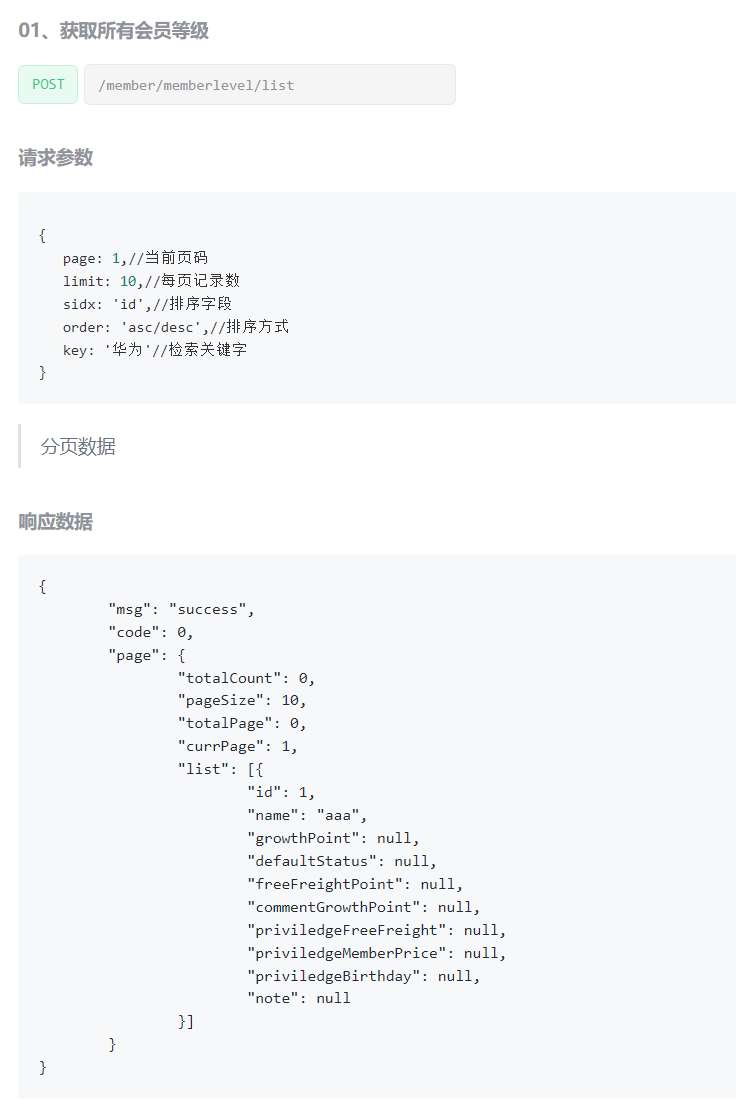 01、获取所有会员等级
POST /member/memberlevel/list
请求参数
{
page: 1,//当前页码
limit: 10,//每页记录数
sidx: 'id',//排序字段
order: 'asc/desc',//排序方式
key: '华为'//检索关键字
}
分页数据
响应数据
{
"msg": "success",
"code": 0,
"page": {
"totalCount": 0,
"pageSize": 10,
"totalPage": 0,
"currPage": 1,
"list": [{
"id": 1,
"name": "aaa",
"growthPoint": null,
"defaultStatus": null,
"freeFreightPoint": null,
"commentGrowthPoint": null,
"priviledgeFreeFreight": null,
"priviledgeMemberPrice": null,
"priviledgeBirthday": null,
"note": null
}]
}
}